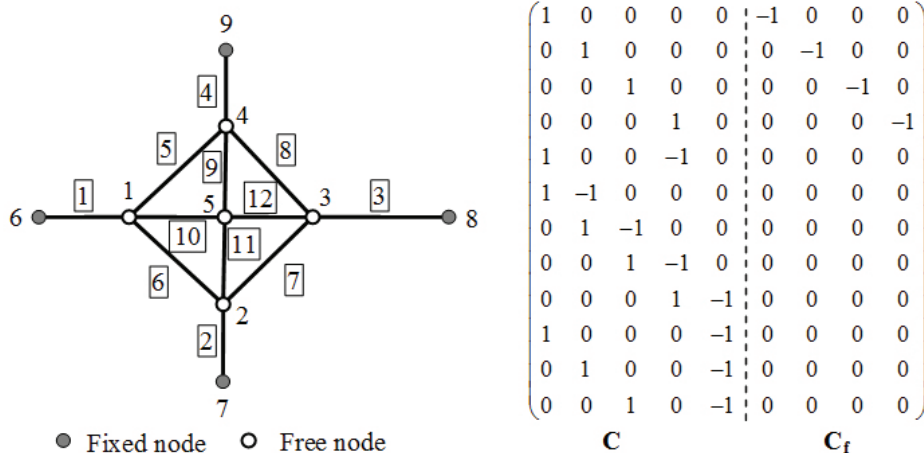 9
4
4
5
9
8
1
1
5
12
3
3
6
8
10
11
6
7
2
2
7
Fixed node
Free node
1 0 0 0 0 −1 0 0 0
0 1 0 0 0 0 −1 0 0
0 0 1 0 0 0 0 −1 0
0 0 0 1 0 0 0 −1
1 0 0 −1 0 0 0 0
1 −1 0 0 0 0 0 0 0
0 1 −1 0 0 0 0 0 0
0 0 1 −1 0 0 0 0 0
0 0 0 1 −1 0 0 0 0
1 0 0 0 −1 0 0 0 0
0 1 0 0 −1 0 0 0 0
0 0 1 0 −1 0 0 0 0
C
C_f